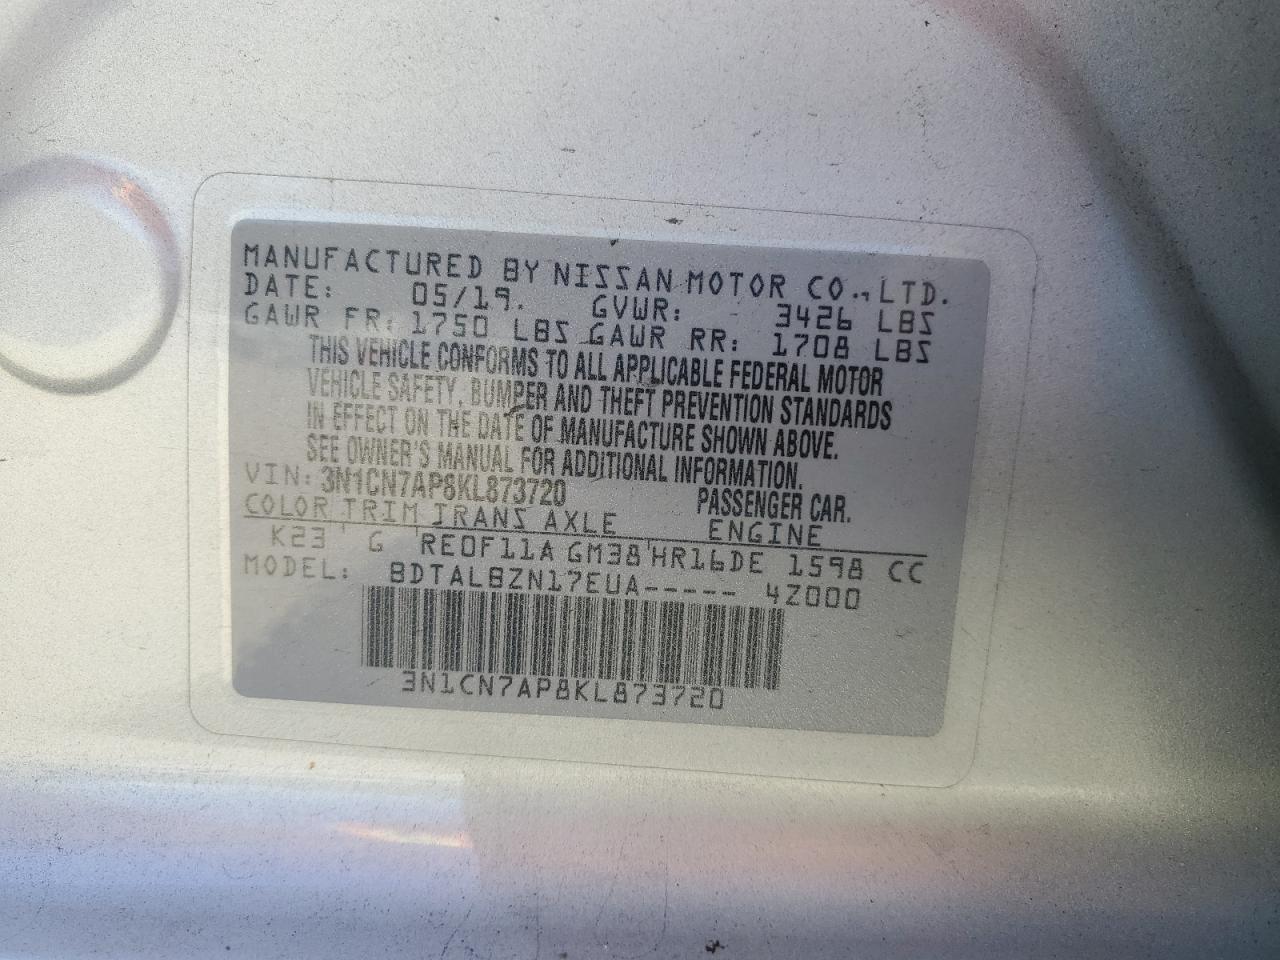 MANUFACTURED BY NISSAN MOTOR CO., LTD.
DATE: 05/19. GVWR: 3426 LBS
GAWR FR: 1750 LBS GAWR RR: 1708 LBS
THIS VEHICLE CONFORMS TO ALL APPLICABLE FEDERAL MOTOR
VEHICLE SAFETY, BUMPER AND THEFT PREVENTION STANDARDS
IN EFFECT ON THE DATE OF MANUFACTURE SHOWN ABOVE.
SEE OWNER'S MANUAL FOR ADDITIONAL INFORMATION.
VIN: 3N1CN7AP8KL873720 PASSENGER CAR.
COLOR TRIM TRANS AXLE ENGINE
K23 G RE0F11A GM38 HR16DE 1598 CC
MODEL: BDTALBZN17EUA----- 4Z000
3N1CN7AP8KL873720